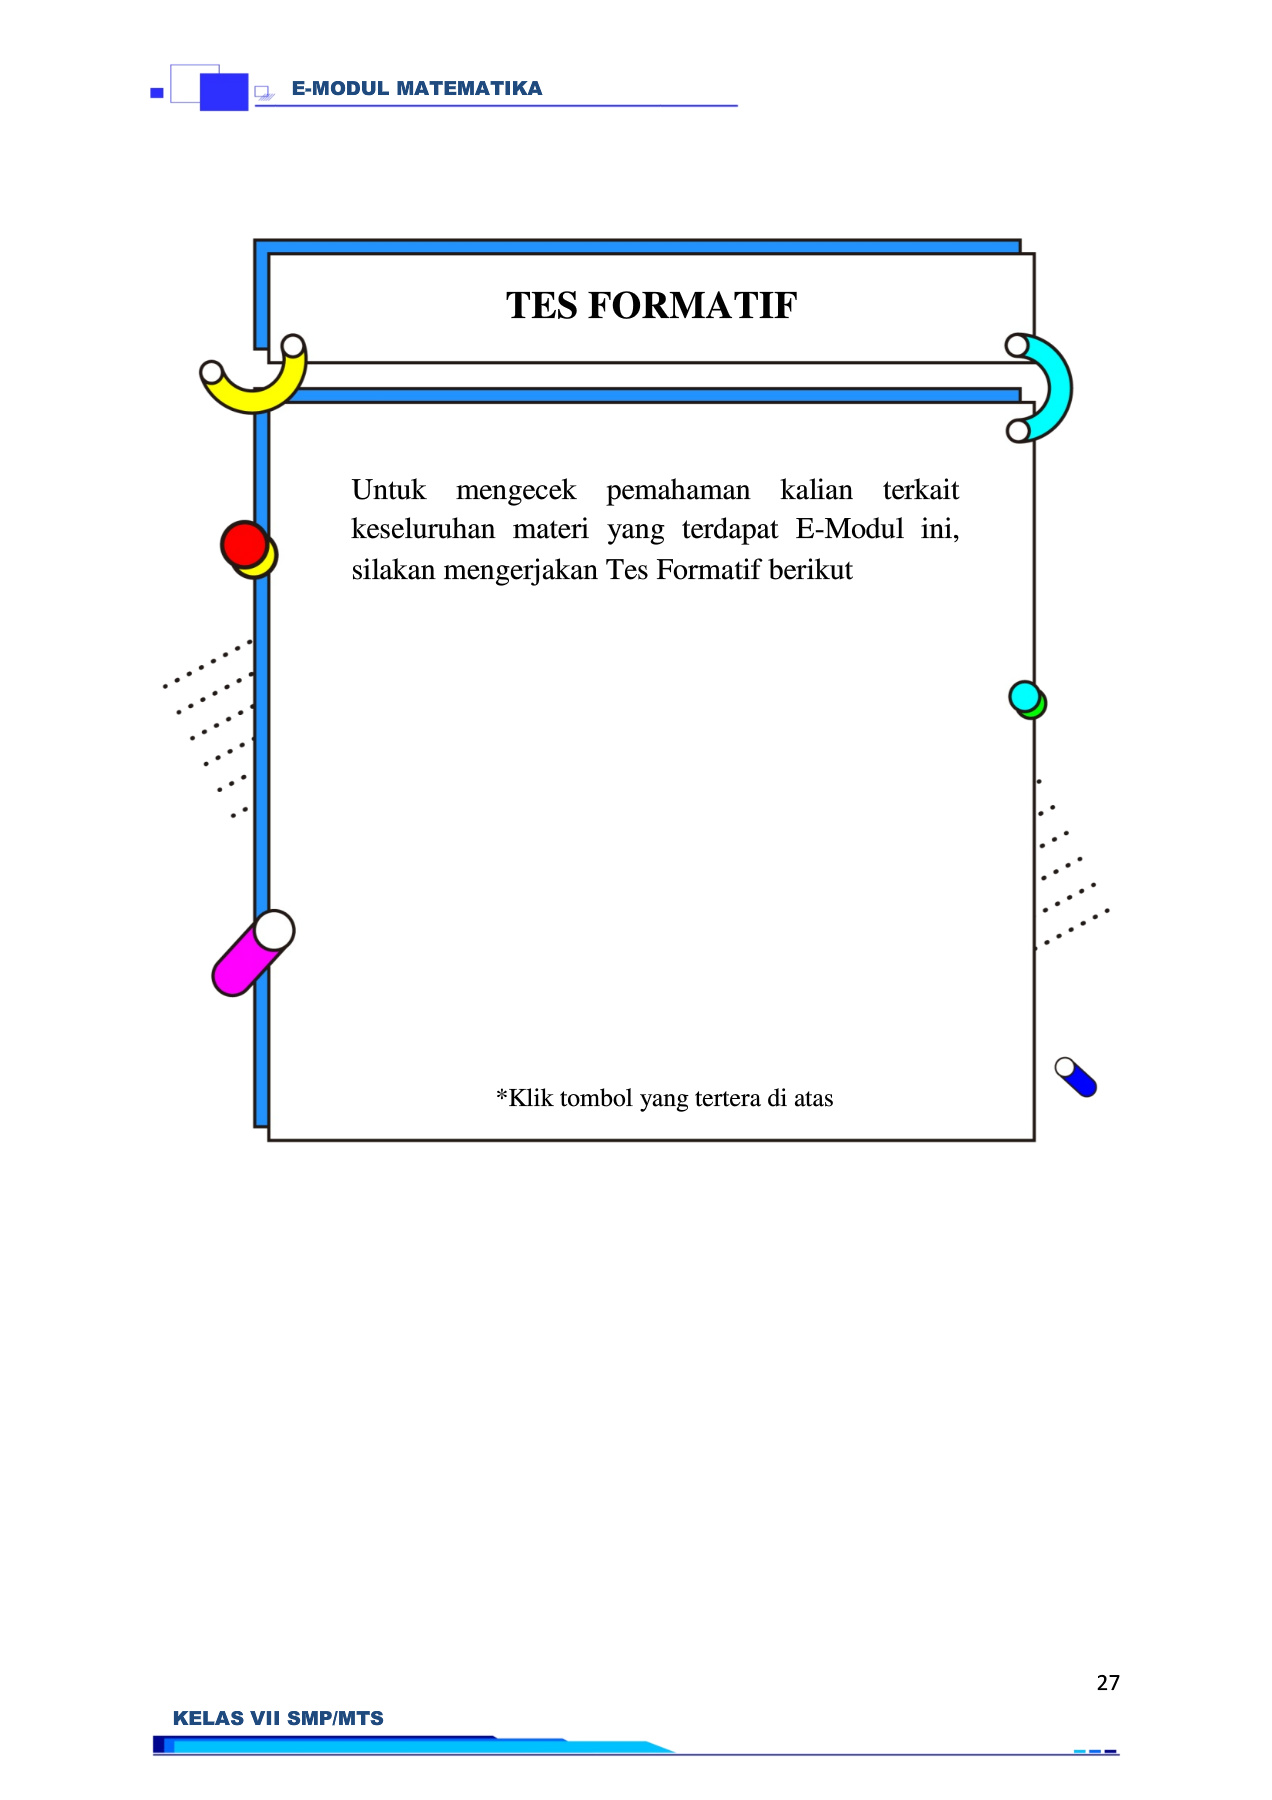 E-MODUL MATEMATIKA
TES FORMATIF
Untuk mengecek pemahaman kalian terkait
keseluruhan materi yang terdapat E-Modul ini,
silakan mengerjakan Tes Formatif berikut
*Klik tombol yang tertera di atas
27
KELAS VII SMP/MTS